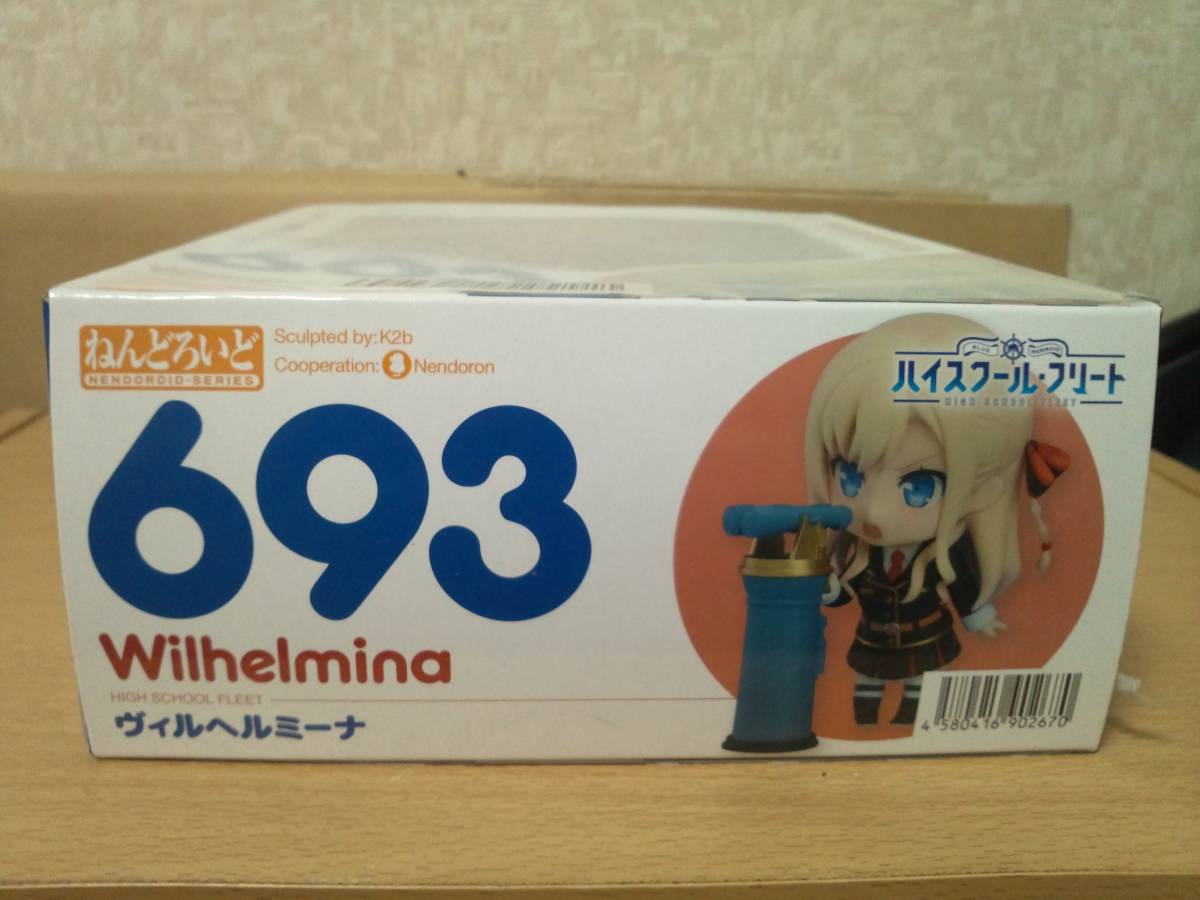 ねんどろいど
NENDOROID-SERIES
Sculpted by:K2b
Cooperation: Nendoron
693
Wilhelmina
HIGH SCHOOL FLEET
ヴィルヘルミーナ
BLUE MERMAID
ハイスクール・フリート
HIGH SCHOOL FLEET
4 580416 902670